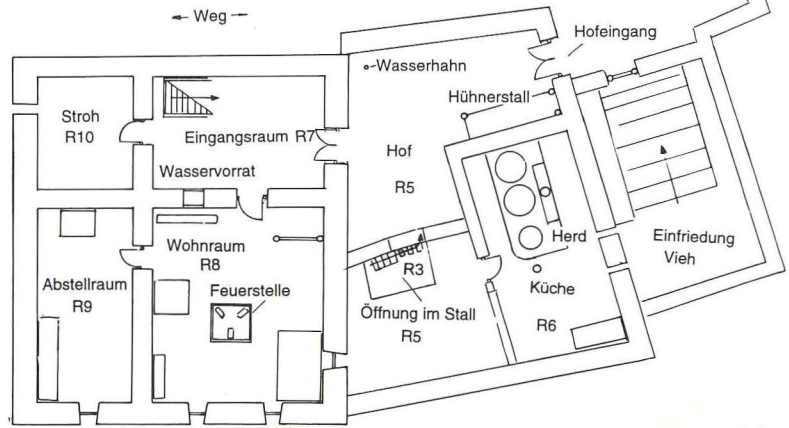 Weg
Hofeingang
Wasserhahn
Hühnerstall
Stroh
R10
Eingangsraum R7
Hof
R5
Wasservorrat
Wohnraum
R8
Herd
Einfriedung
Vieh
R3
Abstellraum
R9
Feuerstelle
Küche
R6
Öffnung im Stall
R5